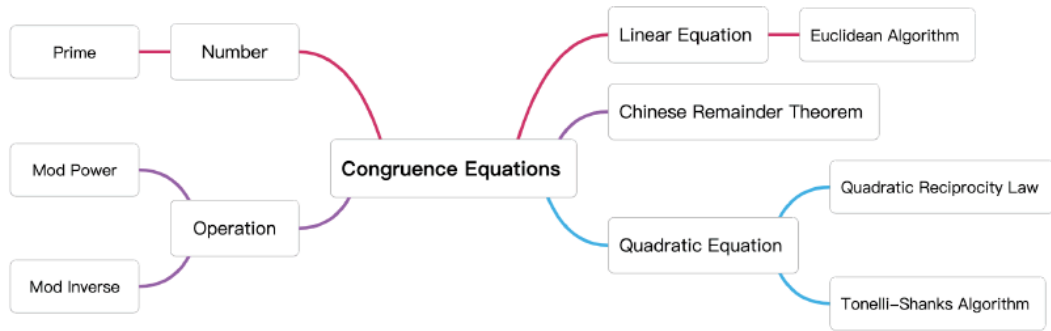 Prime
Number
Mod Power
Operation
Mod Inverse
Congruence Equations
Linear Equation
Euclidean Algorithm
Chinese Remainder Theorem
Quadratic Equation
Quadratic Reciprocity Law
Tonelli-Shanks Algorithm